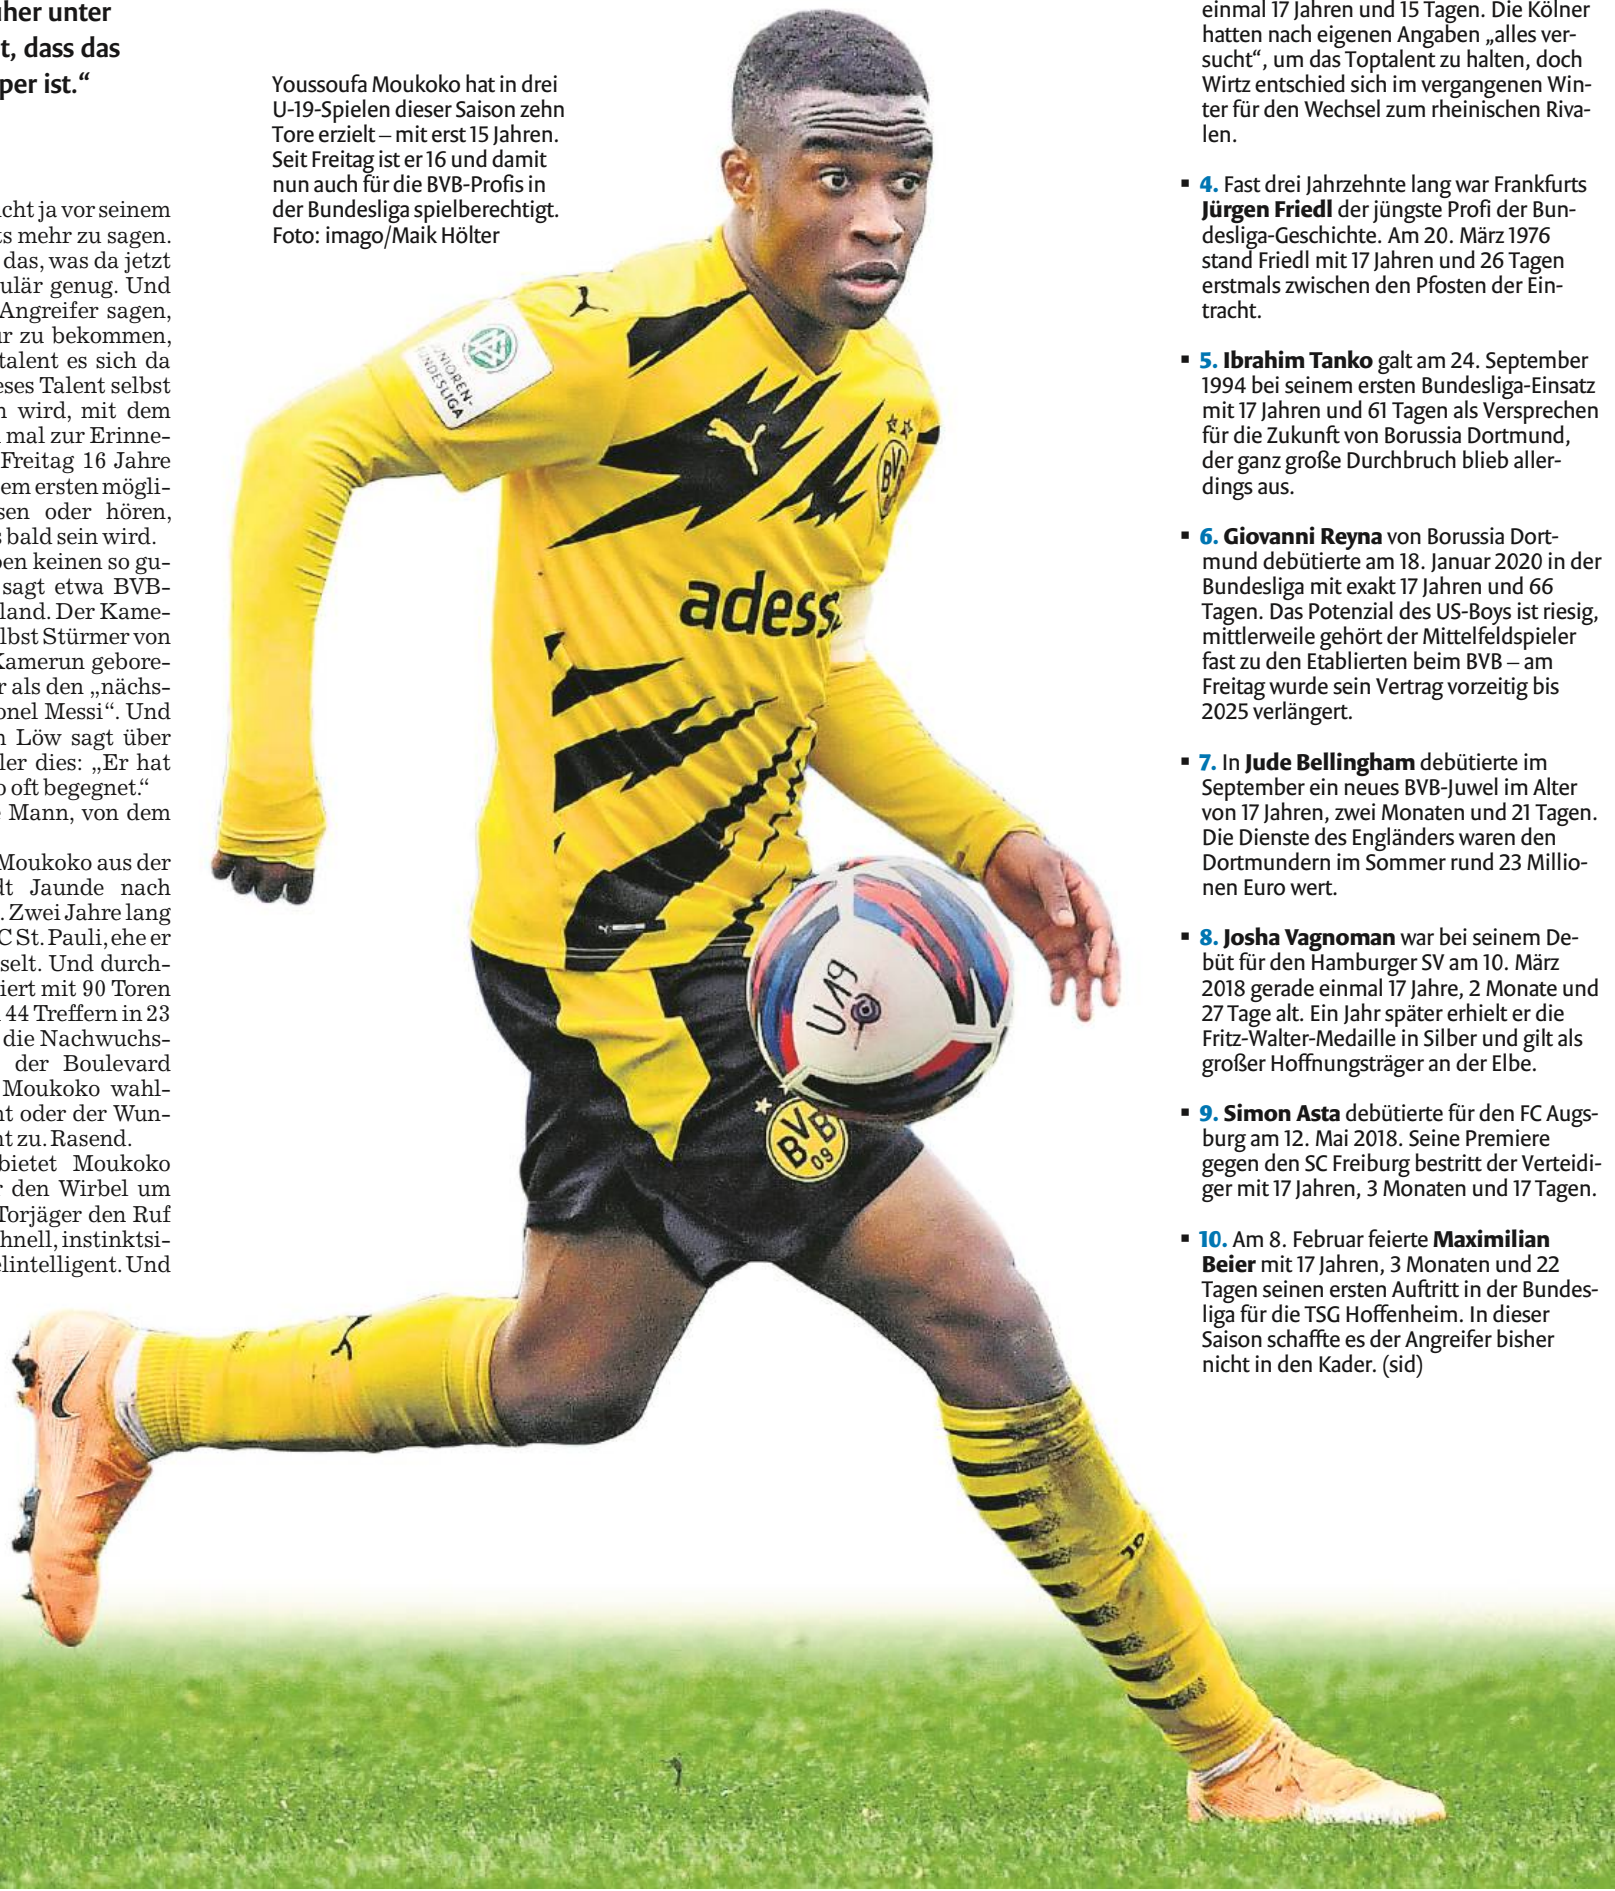 her unter
t, dass das
per ist.“
cht ja vor seinem
ts mehr zu sagen.
das, was da jetzt
ulär genug. Und
Angreifer sagen,
ur zu bekommen,
talent es sich da
eses Talent selbst
n wird, mit dem
mal zur Erinne-
Freitag 16 Jahre
em ersten mögli-
sen oder hören,
s bald sein wird.
en keinen so gu-
sagt etwa BVB-
land. Der Kame-
lbst Stürmer von
Kamerun gebore-
r als den „nächs-
onel Messi“. Und
n Löw sagt über
ler dies: „Er hat
o oft begegnet.“
Mann, von dem
Moukoko aus der
dt Jaunde nach
. Zwei Jahre lang
C St. Pauli, ehe er
selt. Und durch-
iert mit 90 Toren
44 Treffern in 23
die Nachwuchs-
der Boulevard
Moukoko wahl-
nt oder der Wun-
nt zu. Rasend.
bietet Moukoko
r den Wirbel um
Torjäger den Ruf
hnell, instinktsi-
lintelligent. Und
Youssoufa Moukoko hat in drei
U-19-Spielen dieser Saison zehn
Tore erzielt – mit erst 15 Jahren.
Seit Freitag ist er 16 und damit
nun auch für die BVB-Profis in
der Bundesliga spielberechtigt.
Foto: imago/Maik Hölter
JUNIOREN-
BUNDESLIGA
BVB
adess
U19
BVB
09
einmal 17 Jahren und 15 Tagen. Die Kölner
hatten nach eigenen Angaben „alles ver-
sucht“, um das Toptalent zu halten, doch
Wirtz entschied sich im vergangenen Win-
ter für den Wechsel zum rheinischen Riva-
len.
▪ 4. Fast drei Jahrzehnte lang war Frankfurts
Jürgen Friedl der jüngste Profi der Bun-
desliga-Geschichte. Am 20. März 1976
stand Friedl mit 17 Jahren und 26 Tagen
erstmals zwischen den Pfosten der Ein-
tracht.
▪ 5. Ibrahim Tanko galt am 24. September
1994 bei seinem ersten Bundesliga-Einsatz
mit 17 Jahren und 61 Tagen als Versprechen
für die Zukunft von Borussia Dortmund,
der ganz große Durchbruch blieb aller-
dings aus.
▪ 6. Giovanni Reyna von Borussia Dort-
mund debütierte am 18. Januar 2020 in der
Bundesliga mit exakt 17 Jahren und 66
Tagen. Das Potenzial des US-Boys ist riesig,
mittlerweile gehört der Mittelfeldspieler
fast zu den Etablierten beim BVB – am
Freitag wurde sein Vertrag vorzeitig bis
2025 verlängert.
▪ 7. In Jude Bellingham debütierte im
September ein neues BVB-Juwel im Alter
von 17 Jahren, zwei Monaten und 21 Tagen.
Die Dienste des Engländers waren den
Dortmundern im Sommer rund 23 Millio-
nen Euro wert.
▪ 8. Josha Vagnoman war bei seinem De-
büt für den Hamburger SV am 10. März
2018 gerade einmal 17 Jahre, 2 Monate und
27 Tage alt. Ein Jahr später erhielt er die
Fritz-Walter-Medaille in Silber und gilt als
großer Hoffnungsträger an der Elbe.
▪ 9. Simon Asta debütierte für den FC Augs-
burg am 12. Mai 2018. Seine Premiere
gegen den SC Freiburg bestritt der Verteidi-
ger mit 17 Jahren, 3 Monaten und 17 Tagen.
▪ 10. Am 8. Februar feierte Maximilian
Beier mit 17 Jahren, 3 Monaten und 22
Tagen seinen ersten Auftritt in der Bundes-
liga für die TSG Hoffenheim. In dieser
Saison schaffte es der Angreifer bisher
nicht in den Kader. (sid)